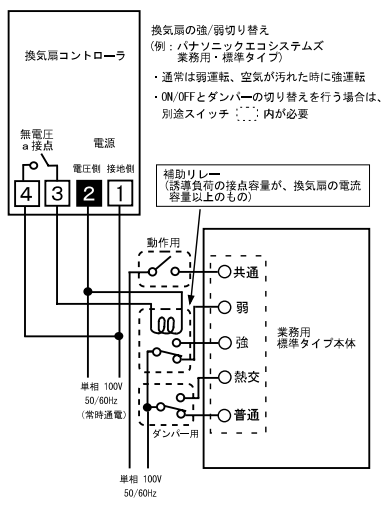 換気扇の強/弱切り替え
(例：パナソニックエコシステムズ
業務用・標準タイプ)
・通常は弱運転、空気が汚れた時に強運転
・ON/OFFとダンパーの切り替えを行う場合は、
別途スイッチ 内が必要
換気扇コントローラ
無電圧
a接点
電源
電圧側 接地側
4 3 2 1
補助リレー
(誘導負荷の接点容量が、換気扇の電流
容量以上のもの)
動作用
共通
弱
強
熱交
普通
業務用
標準タイプ本体
単相 100V
50/60Hz
(常時通電)
ダンパー用
単相 100V
50/60Hz